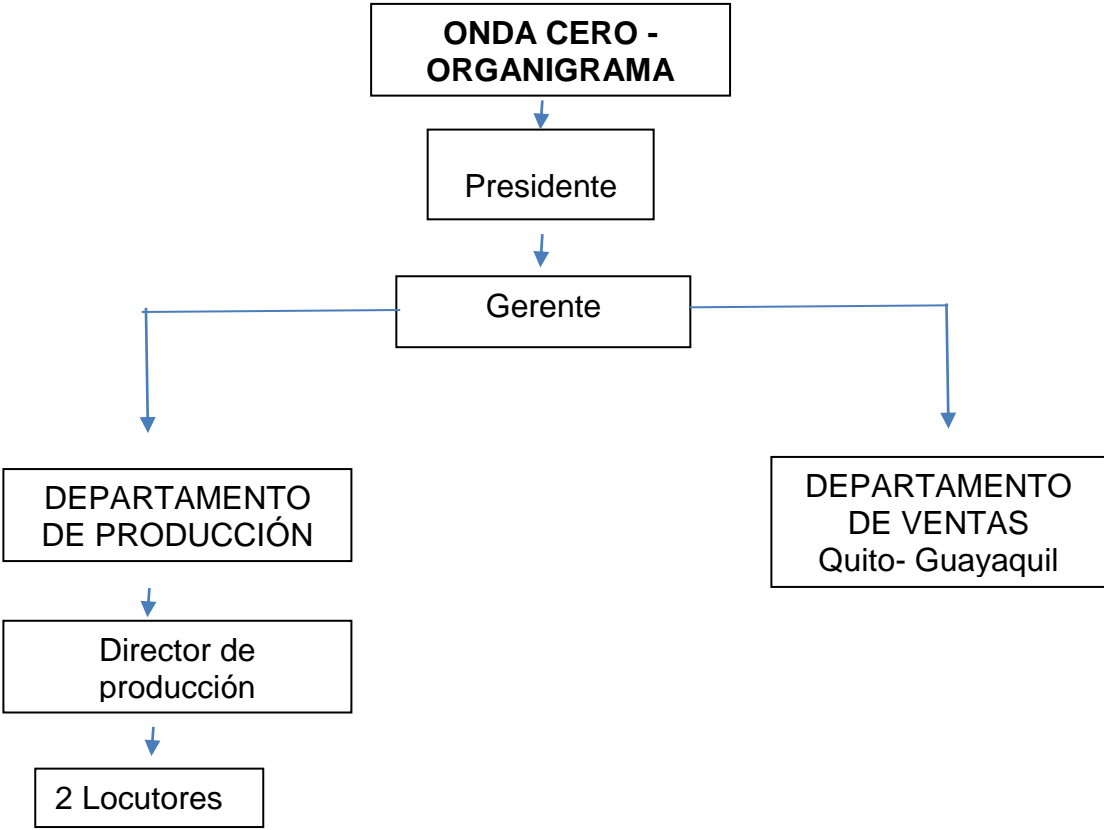 ONDA CERO -
ORGANIGRAMA
Presidente
Gerente
DEPARTAMENTO
DE PRODUCCIÓN
DEPARTAMENTO
DE VENTAS
Quito- Guayaquil
Director de
producción
2 Locutores